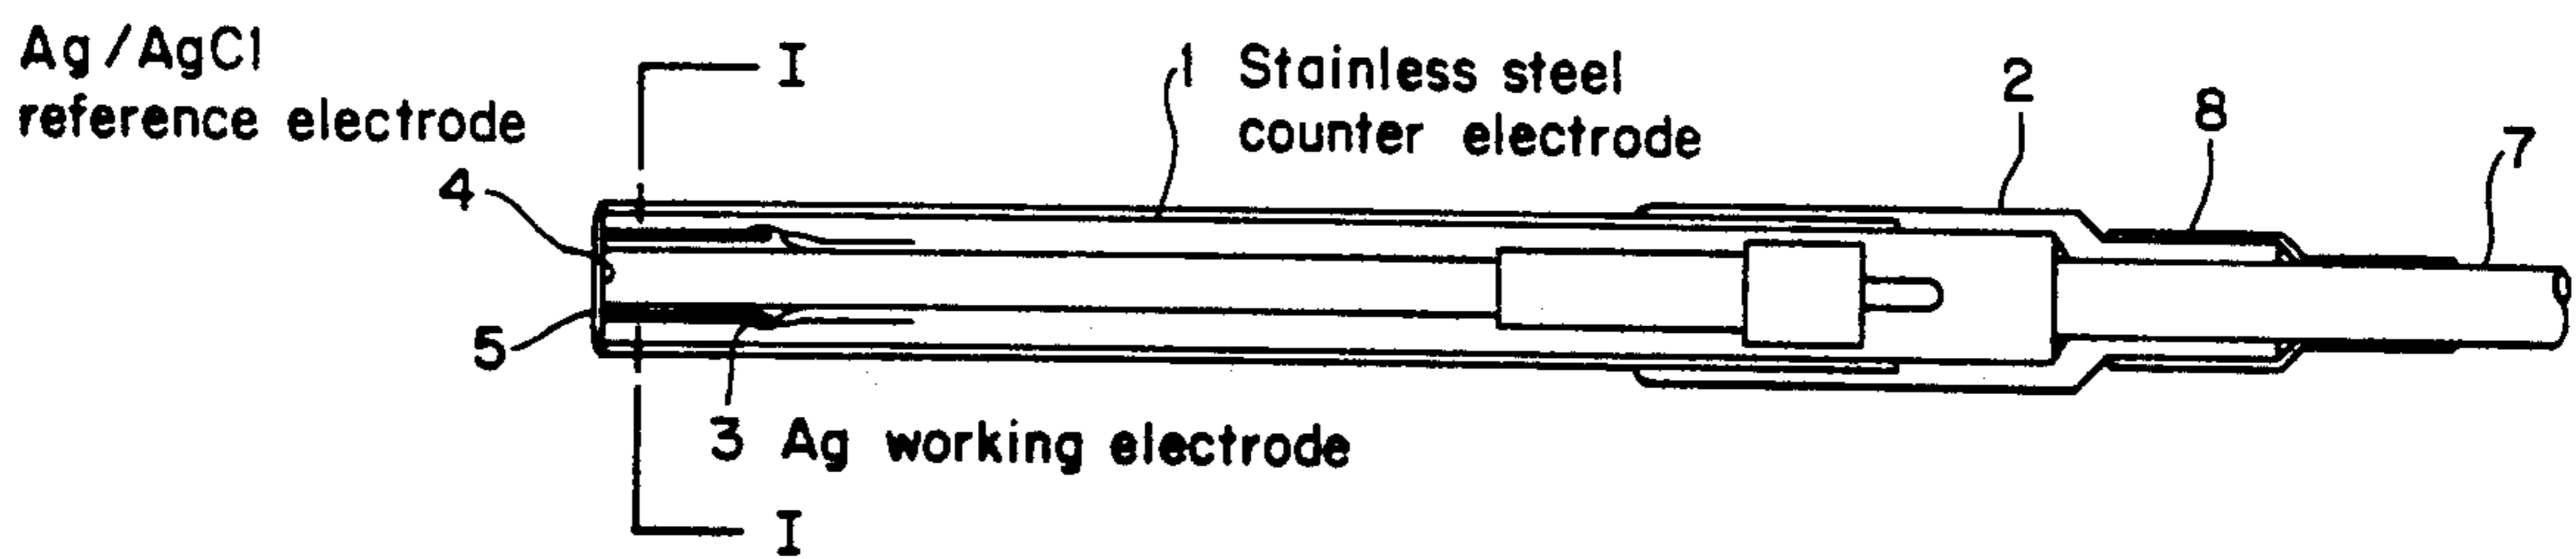 Ag/AgCl
reference electrode
I
1 Stainless steel
counter electrode
2
8
7
4
5
3 Ag working electrode
I